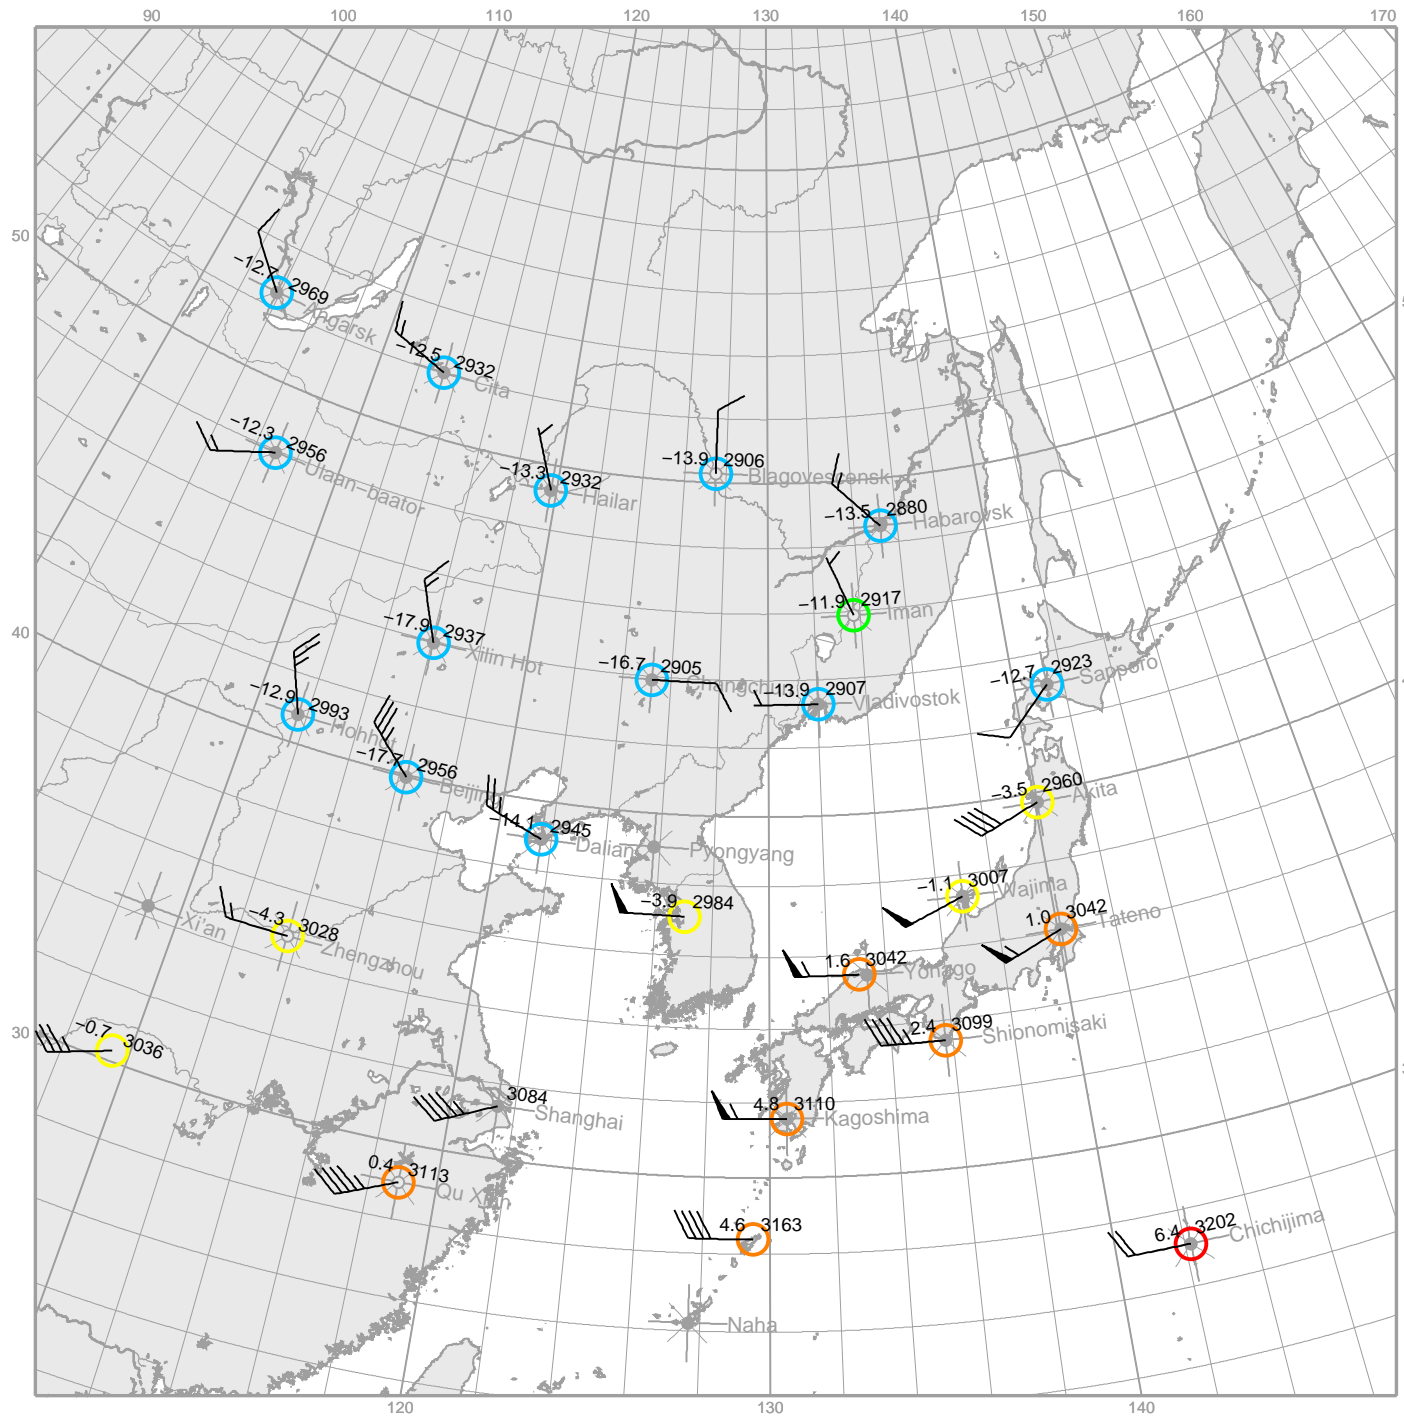 90 100 110 120 130 140 150 160 170
50
−12.7 2969
Angarsk
−12.5 2932
Cita
−12.3 2956
Ulaan−baator
−13.3 2932
Hailar
−13.9 2906
Blagovescensk
−13.5 2880
Habarovsk
−11.9 2917
Iman
40
−17.9 2937
Xilin Hot
−16.7 2905
−13.9 2907
Vladivostok
−12.7 2923
Sapporo
−12.9 2993
Hohhot
−17.7 2956
Beijing
−14.1 2945
Dalian
Pyongyang
−3.5 2960
Akita
−3.9 2984
−1.1 3007
Wajima
1.0 3042
Tateno
Xi'an
−4.3 3028
Zhengzhou
1.6 3042
Yonago
30
−0.7 3036
2.4 3099
Shionomisaki
3084
Shanghai
4.8 3110
Kagoshima
0.4 3113
Qu Xian
4.6 3163
6.4 3202
Chichijima
Naha
120 130 140